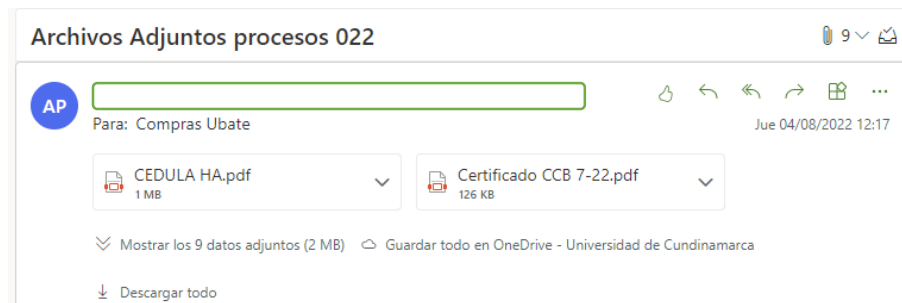 Archivos Adjuntos procesos 022
9
AP
Para: Compras Ubate
Jue 04/08/2022 12:17
CEDULA HA.pdf
1 MB
Certificado CCB 7-22.pdf
126 KB
Mostrar los 9 datos adjuntos (2 MB)
Guardar todo en OneDrive - Universidad de Cundinamarca
Descargar todo